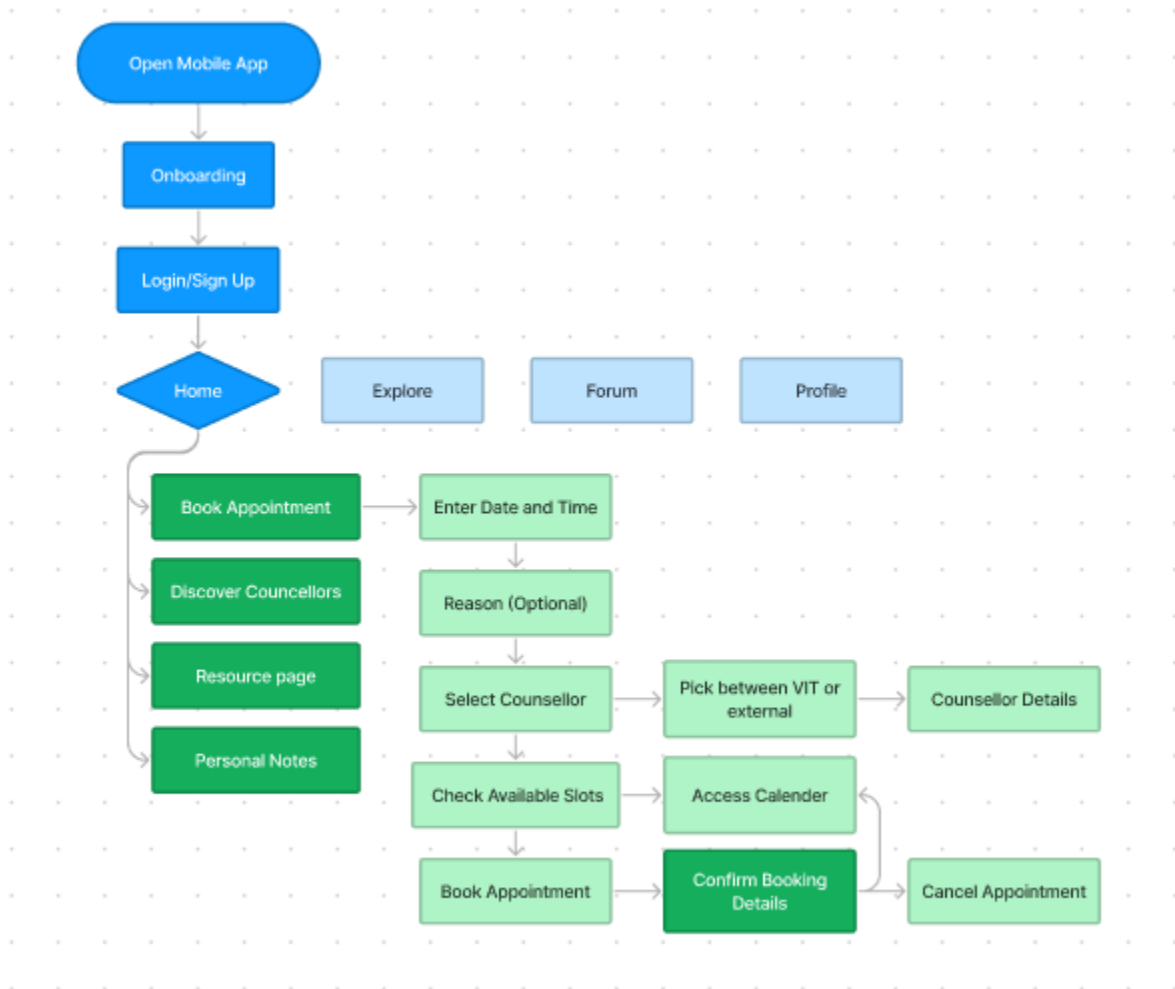 Open Mobile App
Onboarding
Login/Sign Up
Home
Explore
Forum
Profile
Book Appointment
Enter Date and Time
Discover Councellors
Reason (Optional)
Resource page
Select Counsellor
Pick between VIT or
external
Counsellor Details
Personal Notes
Check Available Slots
Access Calender
Book Appointment
Confirm Booking
Details
Cancel Appointment